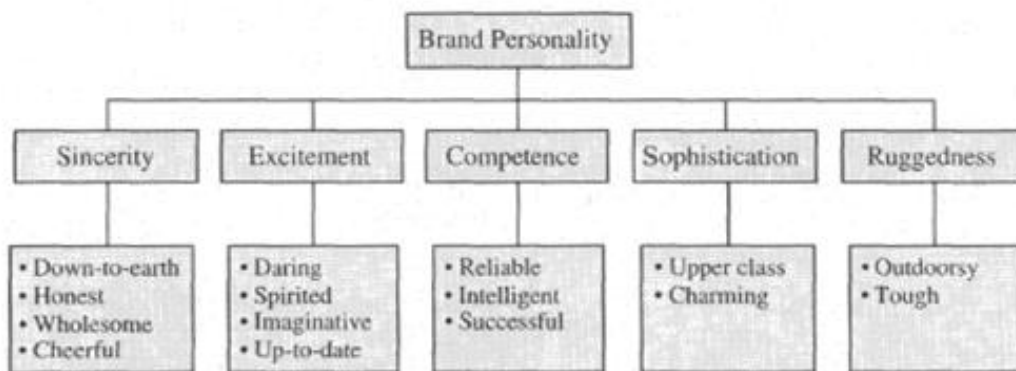 Brand Personality
Sincerity
Excitement
Competence
Sophistication
Ruggedness
• Down-to-earth
• Honest
• Wholesome
• Cheerful
• Daring
• Spirited
• Imaginative
• Up-to-date
• Reliable
• Intelligent
• Successful
• Upper class
• Charming
• Outdoorsy
• Tough